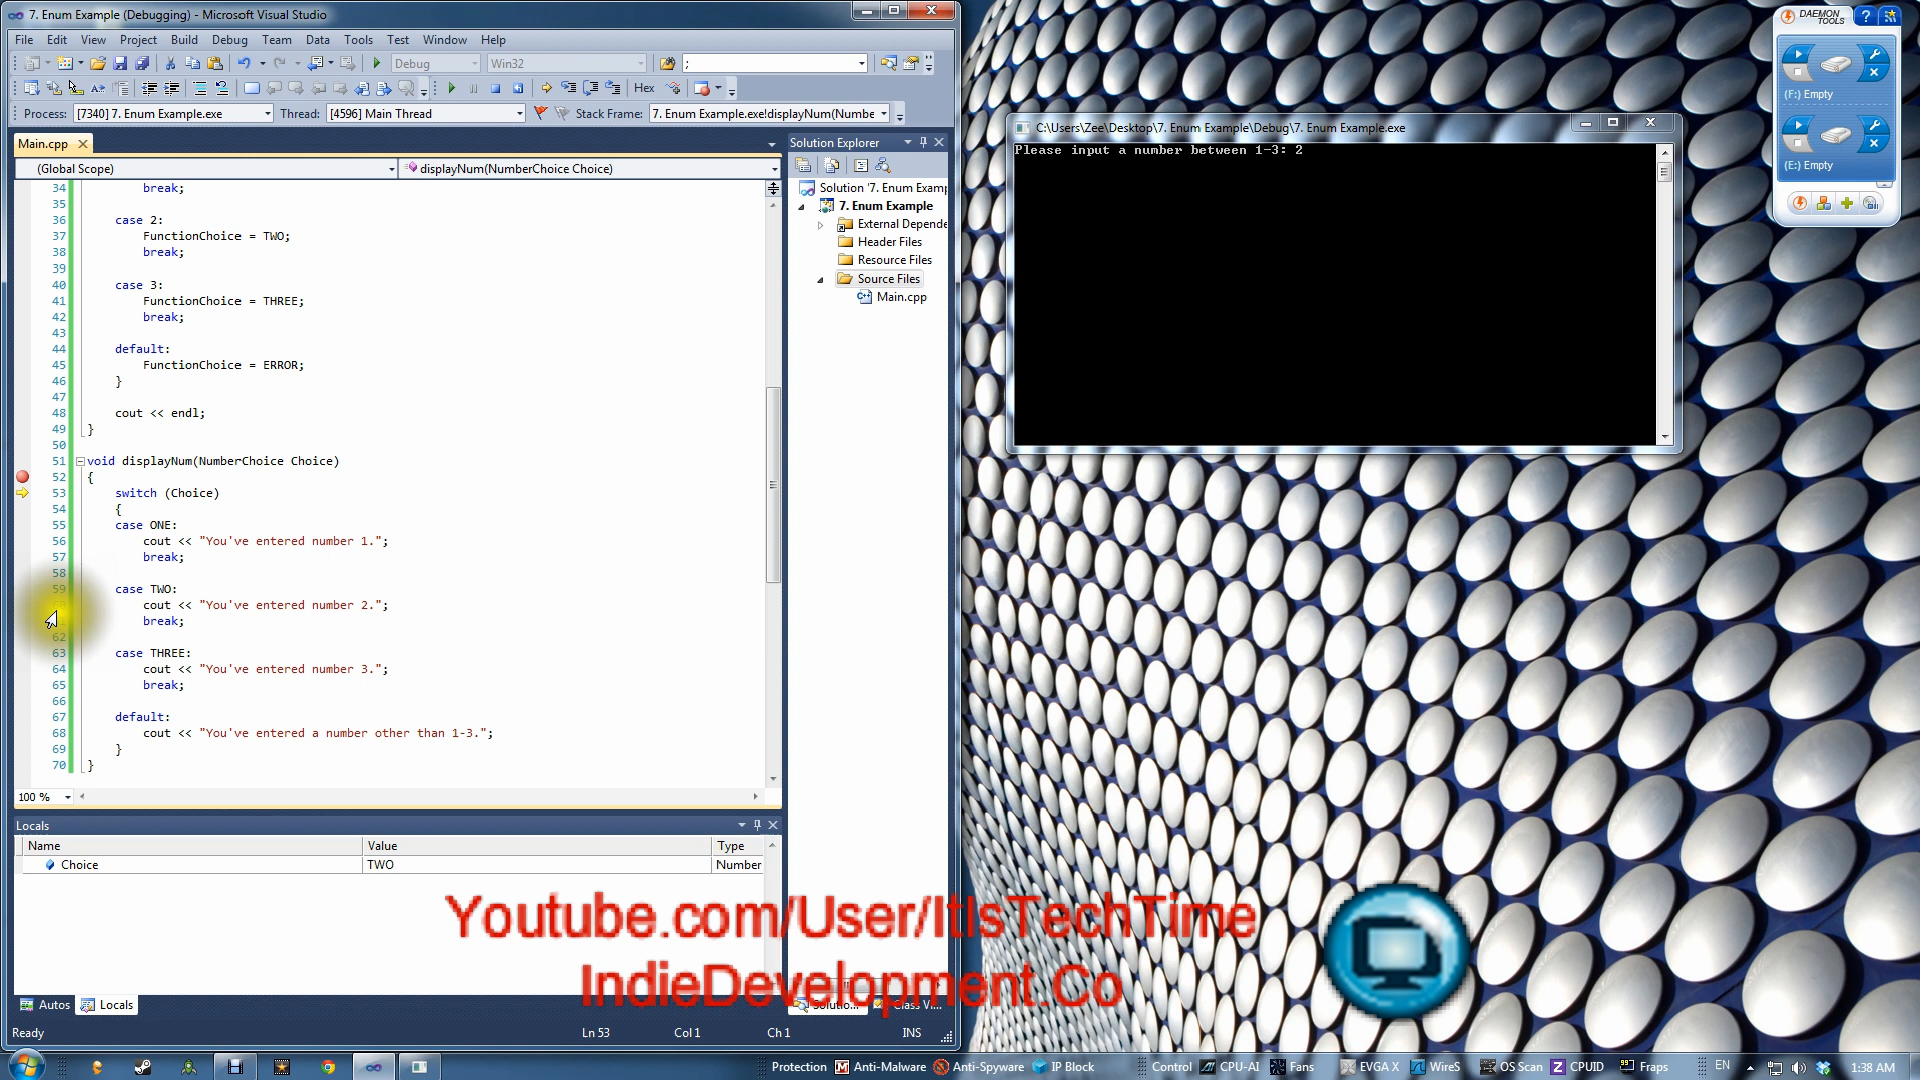 7. Enum Example (Debugging) - Microsoft Visual Studio
File Edit View Project Build Debug Team Data Tools Test Window Help
Debug Win32 ;
Hex
Process: [7340] 7. Enum Example.exe Thread: [4596] Main Thread Stack Frame: 7. Enum Example.exe!displayNum(Numbe
Main.cpp
(Global Scope) displayNum(NumberChoice Choice)
34 break;
35
36 case 2:
37 FunctionChoice = TWO;
38 break;
39
40 case 3:
41 FunctionChoice = THREE;
42 break;
43
44 default:
45 FunctionChoice = ERROR;
46 }
47
48 cout << endl;
49 }
50
51 void displayNum(NumberChoice Choice)
52 {
53 switch (Choice)
54 {
55 case ONE:
56 cout << "You've entered number 1.";
57 break;
58
59 case TWO:
cout << "You've entered number 2.";
break;
62
63 case THREE:
64 cout << "You've entered number 3.";
65 break;
66
67 default:
68 cout << "You've entered a number other than 1-3.";
69 }
70 }
100 %
Solution Explorer
Solution '7. Enum Examp
7. Enum Example
External Depende
Header Files
Resource Files
Source Files
Main.cpp
Locals
Name Value Type
Choice TWO Number
Autos Locals
Solutio... Class V...
Ready Ln 53 Col 1 Ch 1 INS
C:\Users\Zee\Desktop\7. Enum Example\Debug\7. Enum Example.exe
Please input a number between 1-3: 2
DAEMON TOOLS
(F:) Empty
(E:) Empty
Youtube.com/User/ItIsTechTime
IndieDevelopment.Co
Protection Anti-Malware Anti-Spyware IP Block Control CPU-AI Fans EVGA X WireS OS Scan CPUID Fraps EN 1:38 AM